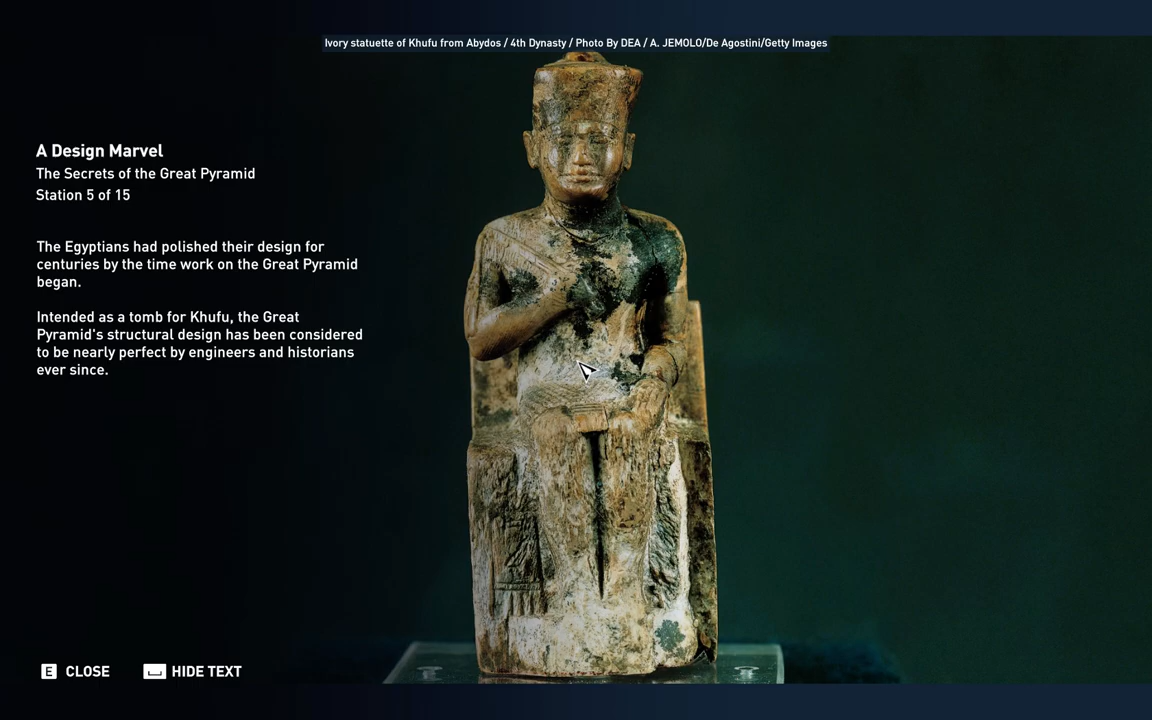 Ivory statuette of Khufu from Abydos / 4th Dynasty / Photo By DEA / A. JEMOLO/De Agostini/Getty Images
A Design Marvel
The Secrets of the Great Pyramid
Station 5 of 15
The Egyptians had polished their design for
centuries by the time work on the Great Pyramid
began.
Intended as a tomb for Khufu, the Great
Pyramid's structural design has been considered
to be nearly perfect by engineers and historians
ever since.
E CLOSE
HIDE TEXT